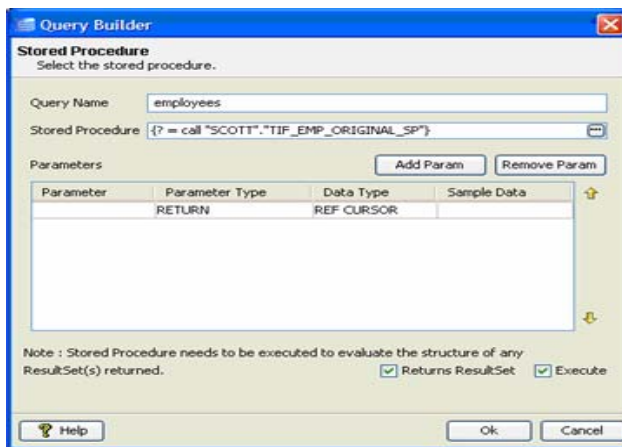 Query Builder
Stored Procedure
Select the stored procedure.
Query Name employees
Stored Procedure {? = call "SCOTT"."TIF_EMP_ORIGINAL_SP"}
Parameters Add Param Remove Param
Parameter Parameter Type Data Type Sample Data
RETURN REF CURSOR
Note : Stored Procedure needs to be executed to evaluate the structure of any
ResultSet(s) returned. Returns ResultSet Execute
Help Ok Cancel